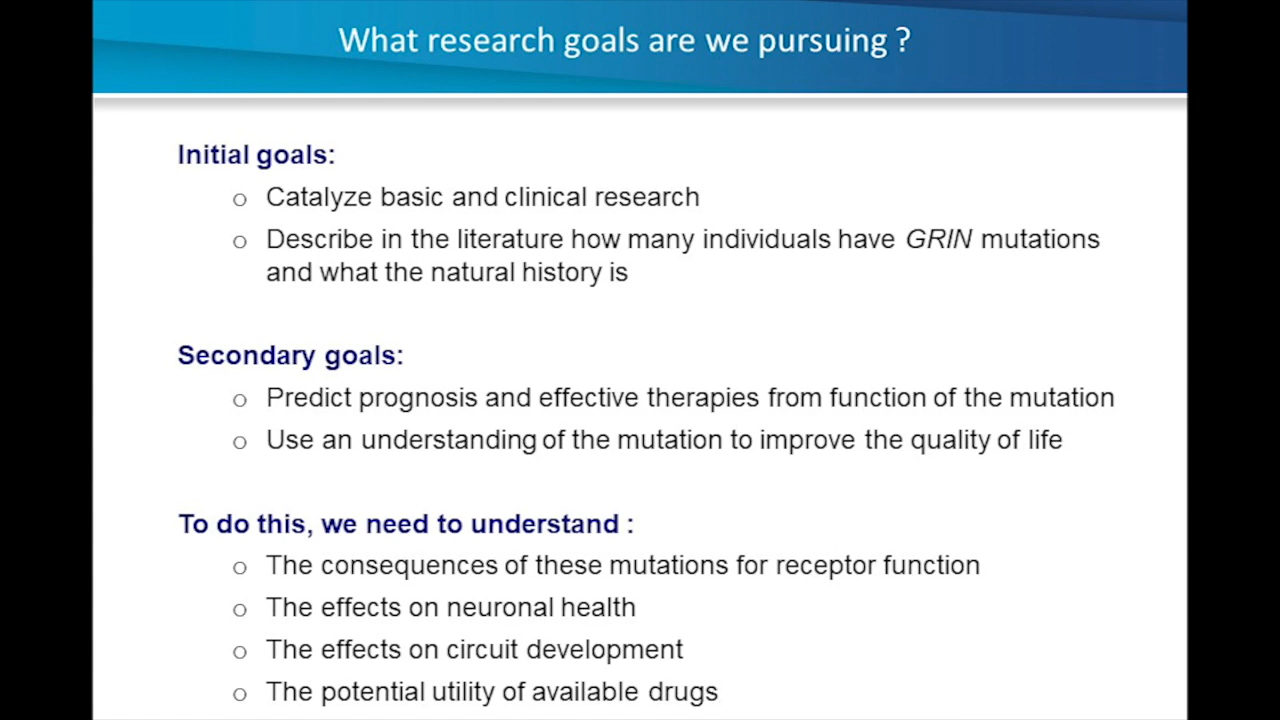 What research goals are we pursuing ?
Initial goals:
o Catalyze basic and clinical research
o Describe in the literature how many individuals have GRIN mutations
and what the natural history is
Secondary goals:
o Predict prognosis and effective therapies from function of the mutation
o Use an understanding of the mutation to improve the quality of life
To do this, we need to understand :
o The consequences of these mutations for receptor function
o The effects on neuronal health
o The effects on circuit development
o The potential utility of available drugs